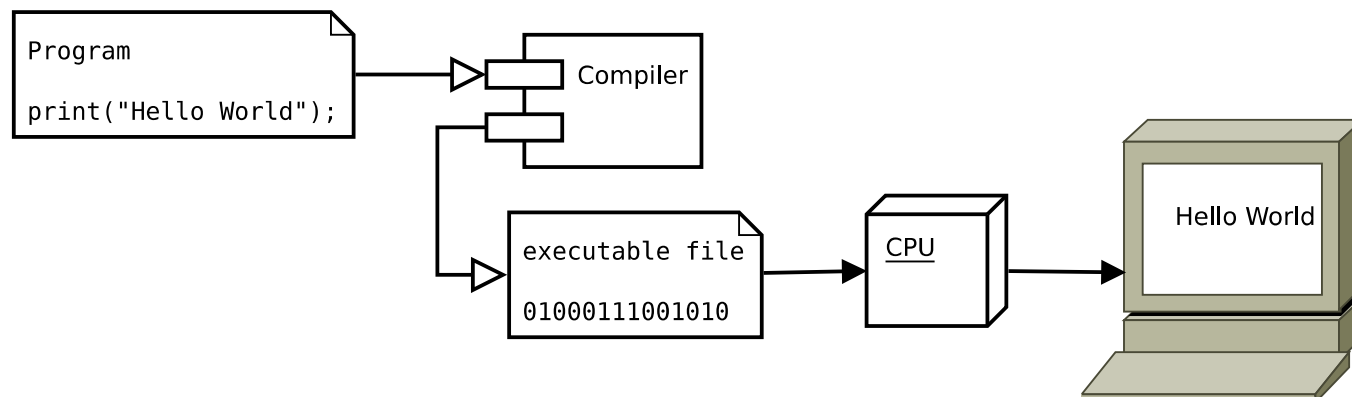 Program
print("Hello World");
Compiler
executable file
01000111001010
CPU
Hello World